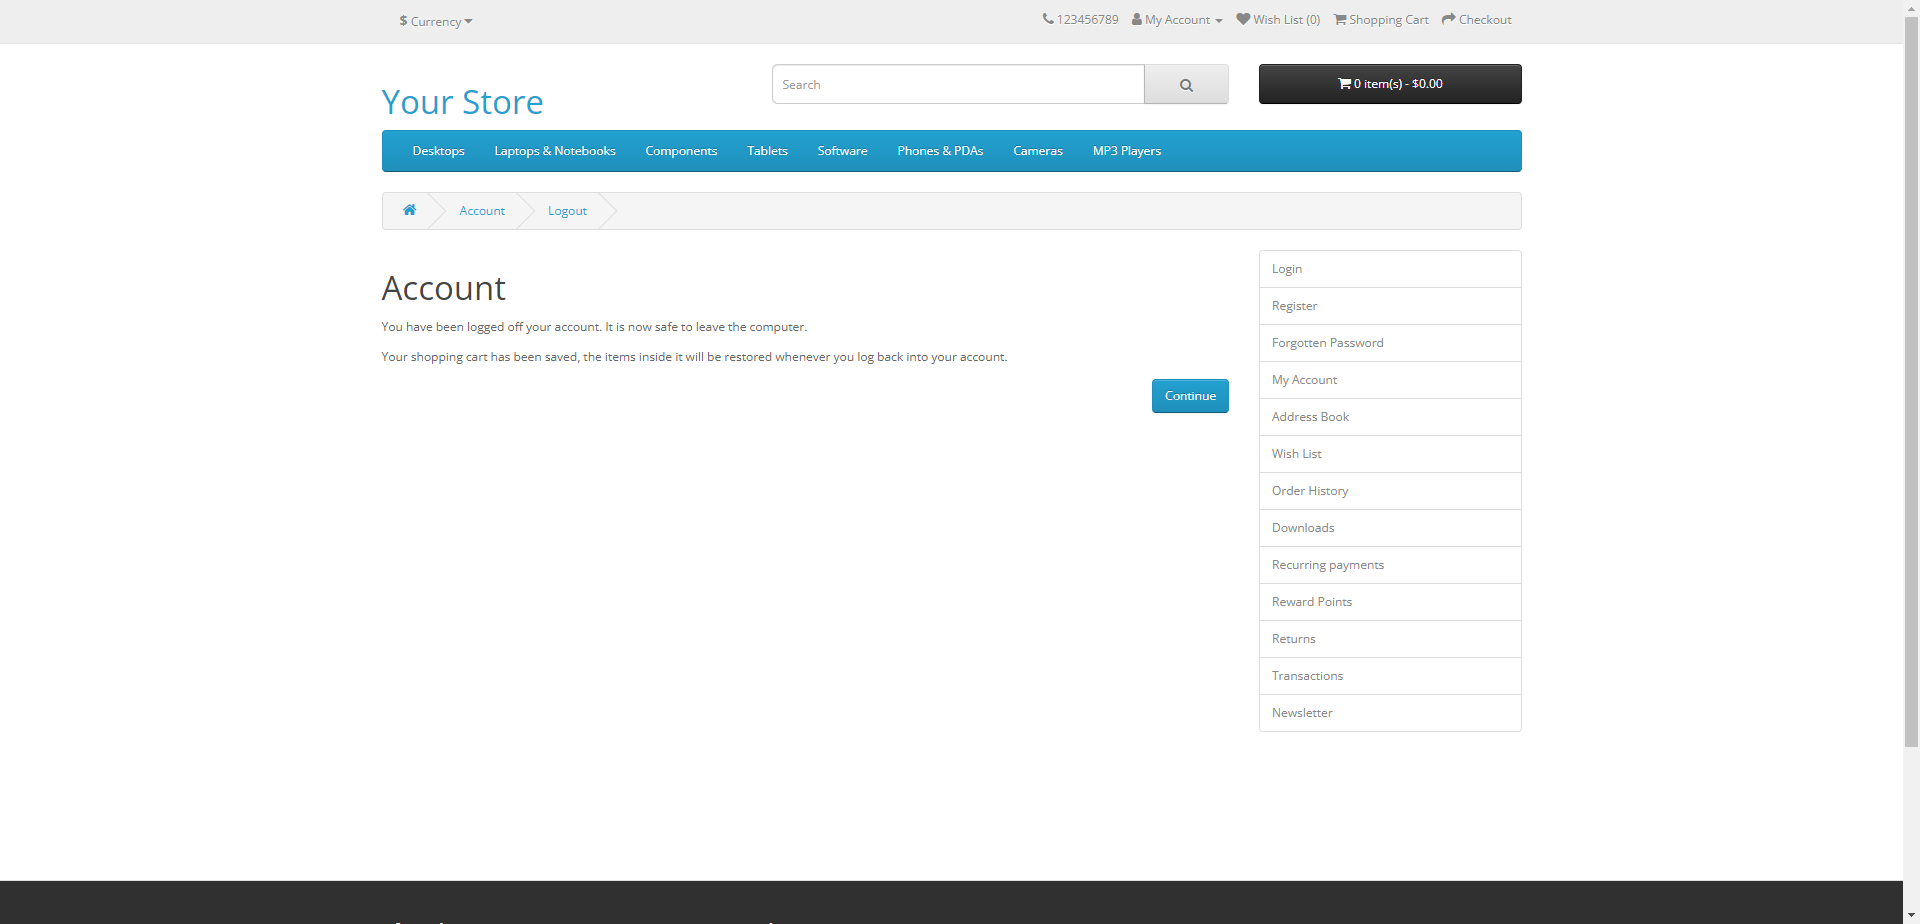 $ Currency
123456789 My Account Wish List (0) Shopping Cart Checkout
Your Store
Search
0 item(s) - $0.00
Desktops Laptops & Notebooks Components Tablets Software Phones & PDAs Cameras MP3 Players
Account Logout
Account
You have been logged off your account. It is now safe to leave the computer.
Your shopping cart has been saved, the items inside it will be restored whenever you log back into your account.
Continue
Login
Register
Forgotten Password
My Account
Address Book
Wish List
Order History
Downloads
Recurring payments
Reward Points
Returns
Transactions
Newsletter